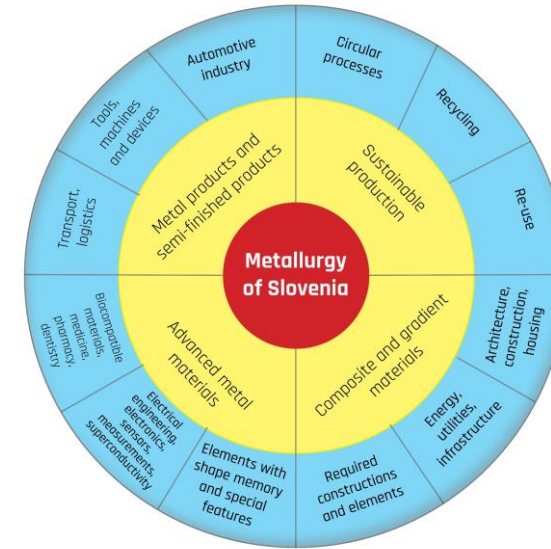 Automotive
industry
Circular
processes
Recycling
Re-use
Architecture,
construction,
housing
Energy,
utilities,
infrastructure
Required
constructions
and elements
Elements with
shape memory
and special
features
Electrical
engineering,
electronics,
sensors,
measurements,
superconductivity
Biocompatible
materials,
medicine,
pharmacy,
dentistry
Transport,
logistics
Tools,
machines
and devices
Metal products and
semi-finished products
Sustainable
production
Composite and gradient
materials
Advanced metal
materials
Metallurgy
of Slovenia